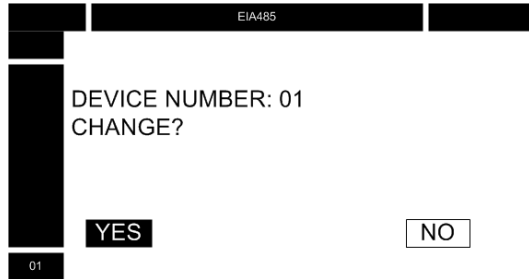 EIA485
DEVICE NUMBER: 01
CHANGE?
YES NO
01